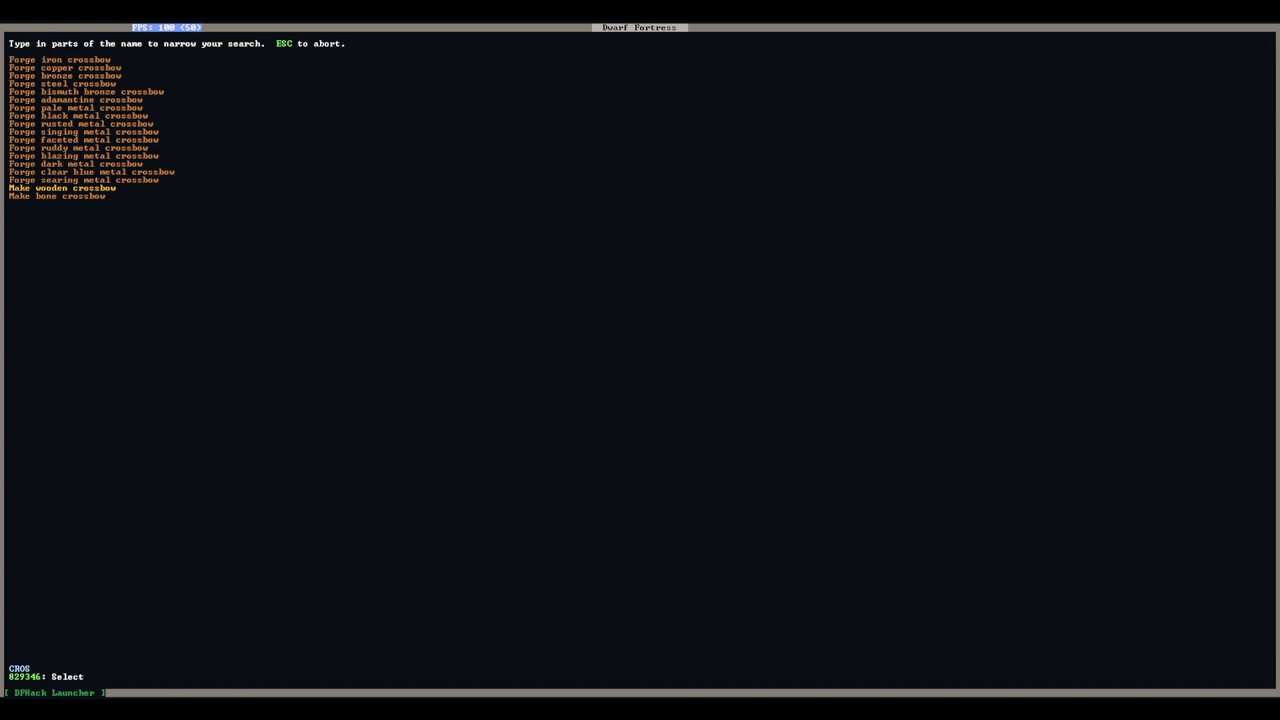 FPS: 100 (50)
Dwarf Fortress
Type in parts of the name to narrow your search. ESC to abort.
Forge iron crossbow
Forge copper crossbow
Forge bronze crossbow
Forge steel crossbow
Forge bismuth bronze crossbow
Forge adamantine crossbow
Forge pale metal crossbow
Forge black metal crossbow
Forge rusted metal crossbow
Forge singing metal crossbow
Forge faceted metal crossbow
Forge ruddy metal crossbow
Forge blazing metal crossbow
Forge dark metal crossbow
Forge clear blue metal crossbow
Forge searing metal crossbow
Make wooden crossbow
Make bone crossbow
CROS
829346: Select
[ DFHack Launcher ]